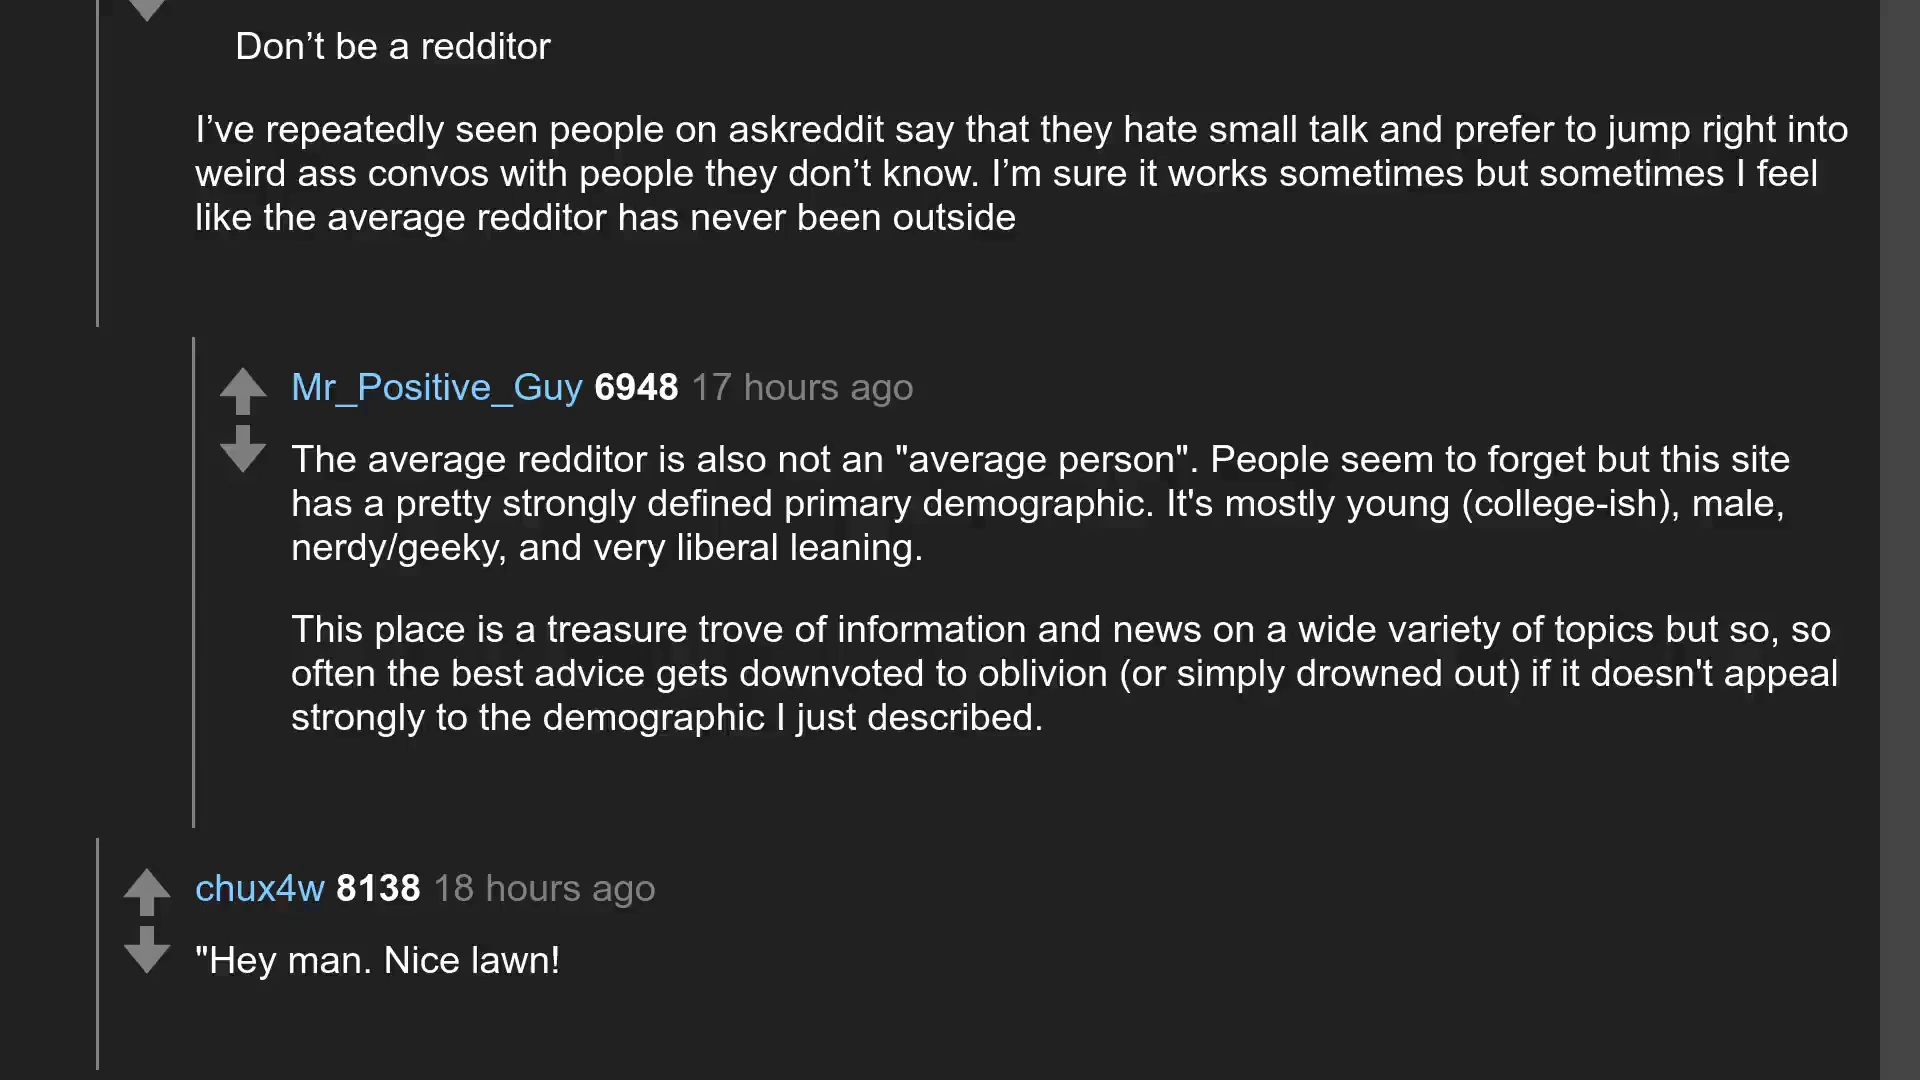 Don’t be a redditor
I’ve repeatedly seen people on askreddit say that they hate small talk and prefer to jump right into
weird ass convos with people they don’t know. I’m sure it works sometimes but sometimes I feel
like the average redditor has never been outside
Mr_Positive_Guy 6948 17 hours ago
The average redditor is also not an "average person". People seem to forget but this site
has a pretty strongly defined primary demographic. It's mostly young (college-ish), male,
nerdy/geeky, and very liberal leaning.
This place is a treasure trove of information and news on a wide variety of topics but so, so
often the best advice gets downvoted to oblivion (or simply drowned out) if it doesn't appeal
strongly to the demographic I just described.
chux4w 8138 18 hours ago
"Hey man. Nice lawn!